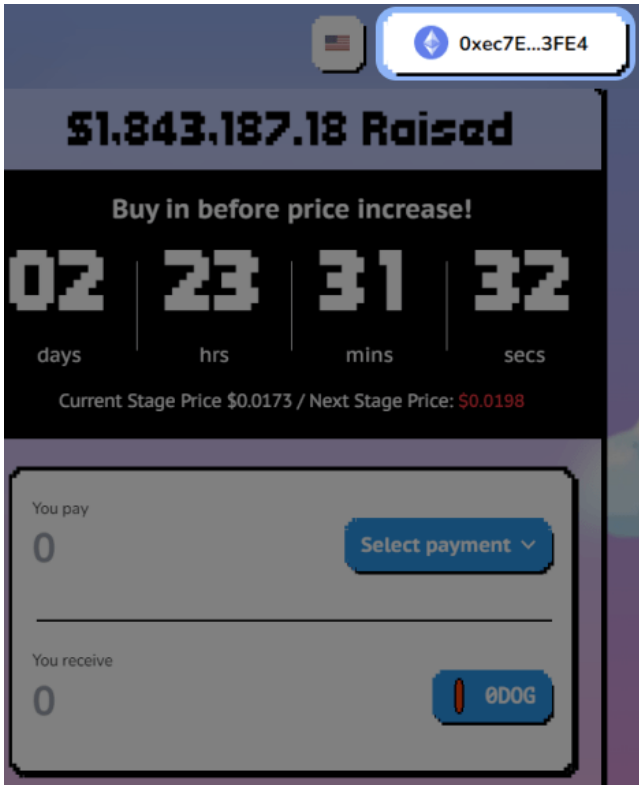 0xec7E...3FE4
$1,843,187.18 Raised
Buy in before price increase!
02 23 31 32
days hrs mins secs
Current Stage Price $0.0173 / Next Stage Price: $0.0198
You pay
0 Select payment
You receive
0 0DOG